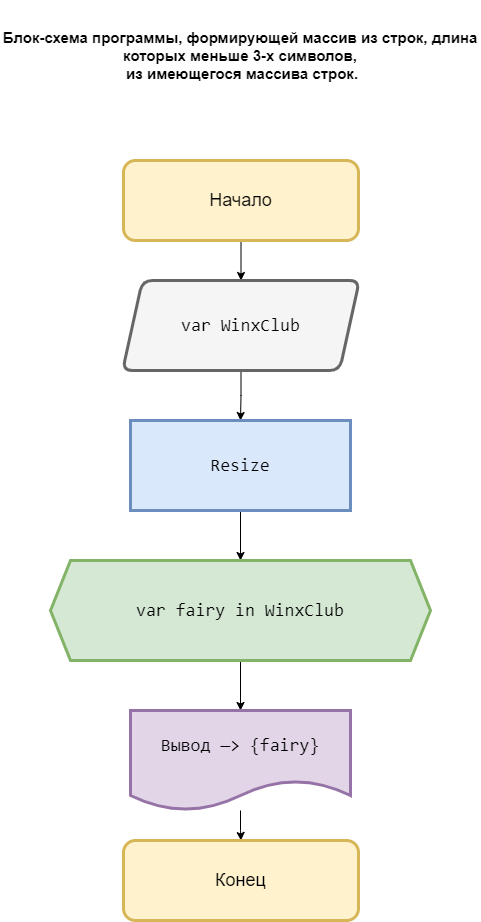 Блок-схема программы, формирующей массив из строк, длина
которых меньше 3-х символов,
из имеющегося массива строк.
Начало
var WinxClub
Resize
var fairy in WinxClub
Вывод —> {fairy}
Конец